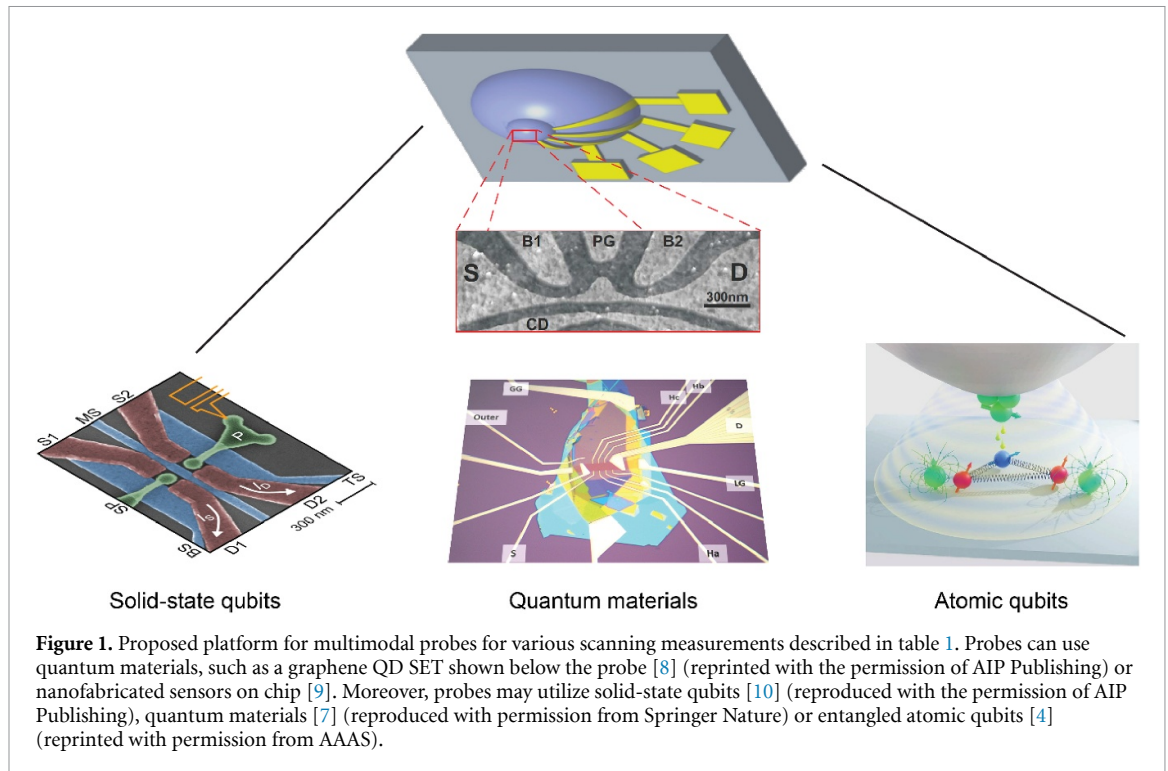 B1 PG B2
S D
300nm
CD
S1 MS S2
P
I_D
SP
I_S
BS D1 D2 TS
300 nm
GG
Outer
Hc Hb
D
LG
S
Ha
Solid-state qubits
Quantum materials
Atomic qubits
Figure 1. Proposed platform for multimodal probes for various scanning measurements described in table 1. Probes can use
quantum materials, such as a graphene QD SET shown below the probe [8] (reprinted with the permission of AIP Publishing) or
nanofabricated sensors on chip [9]. Moreover, probes may utilize solid-state qubits [10] (reproduced with the permission of AIP
Publishing), quantum materials [7] (reproduced with permission from Springer Nature) or entangled atomic qubits [4]
(reprinted with permission from AAAS).